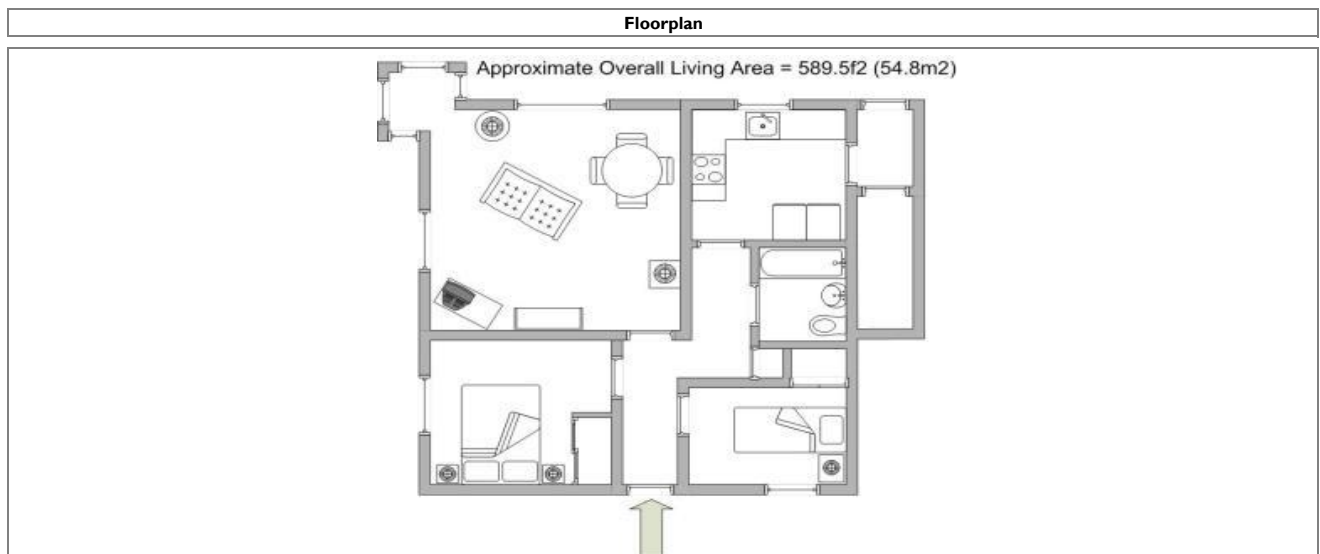 Floorplan
Approximate Overall Living Area = 589.5f2 (54.8m2)